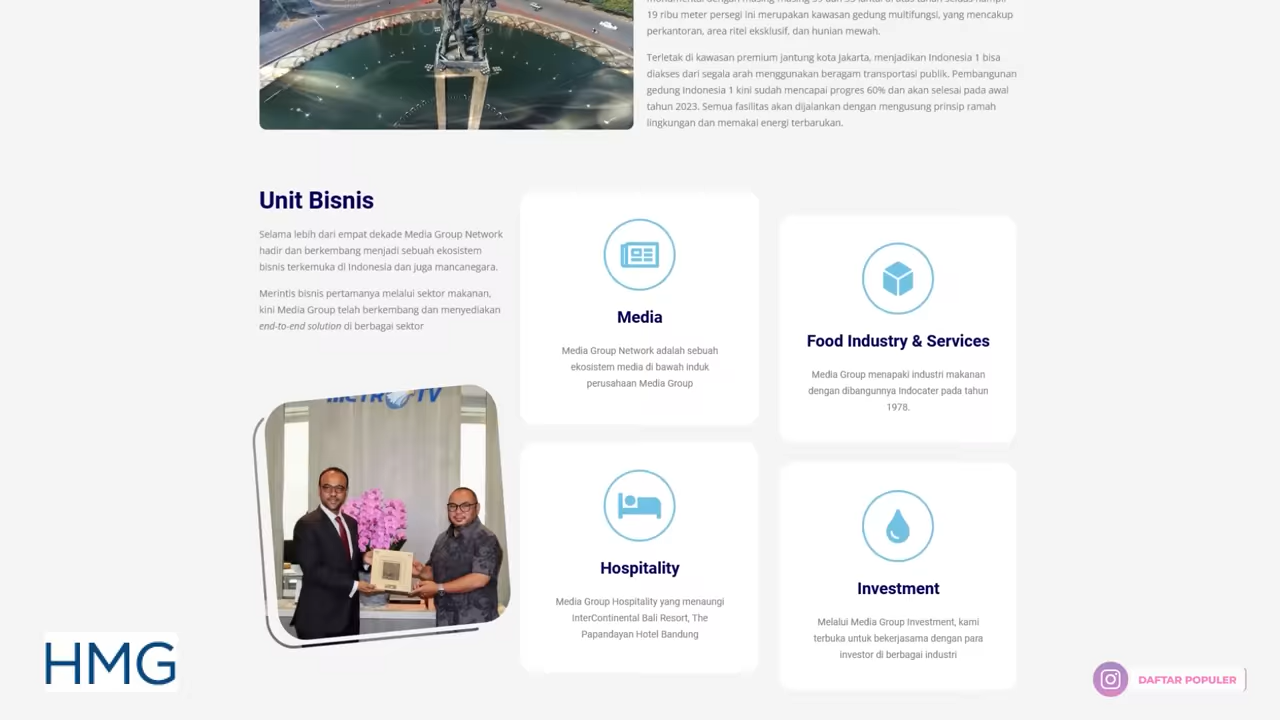 INDONESIA
19 ribu meter persegi ini merupakan kawasan gedung multifungsi, yang mencakup
perkantoran, area ritel eksklusif, dan hunian mewah.
Terletak di kawasan premium jantung kota Jakarta, menjadikan Indonesia 1 bisa
diakses dari segala arah menggunakan beragam transportasi publik. Pembangunan
gedung Indonesia 1 kini sudah mencapai progres 60% dan akan selesai pada awal
tahun 2023. Semua fasilitas akan dijalankan dengan mengusung prinsip ramah
lingkungan dan memakai energi terbarukan.
Unit Bisnis
Selama lebih dari empat dekade Media Group Network
hadir dan berkembang menjadi sebuah ekosistem
bisnis terkemuka di Indonesia dan juga mancanegara.
Merintis bisnis pertamanya melalui sektor makanan,
kini Media Group telah berkembang dan menyediakan
end-to-end solution di berbagai sektor
METRO TV
Media
Media Group Network adalah sebuah
ekosistem media di bawah induk
perusahaan Media Group
Food Industry & Services
Media Group menapaki industri makanan
dengan dibangunnya Indocater pada tahun
1978.
Hospitality
Media Group Hospitality yang menaungi
InterContinental Bali Resort, The
Papandayan Hotel Bandung
Investment
Melalui Media Group Investment, kami
terbuka untuk bekerjasama dengan para
investor di berbagai industri
HMG
DAFTAR POPULER